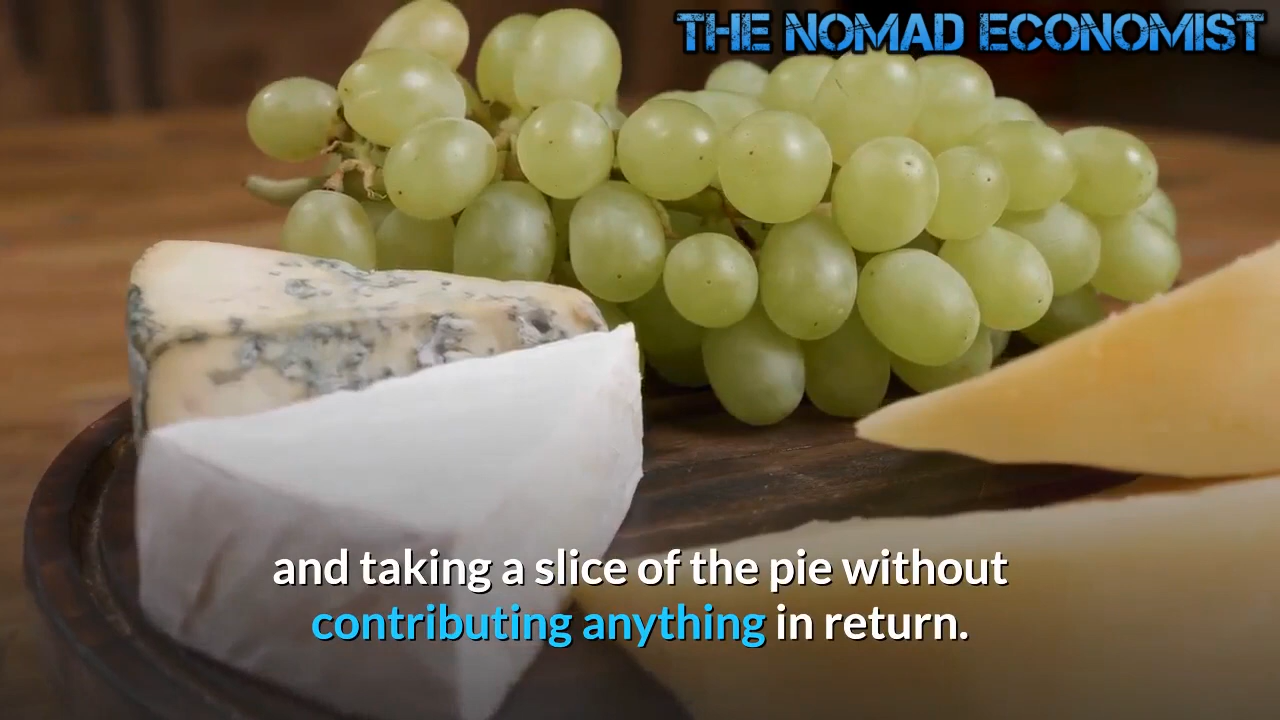 THE NOMAD ECONOMIST
and taking a slice of the pie without
contributing anything in return.